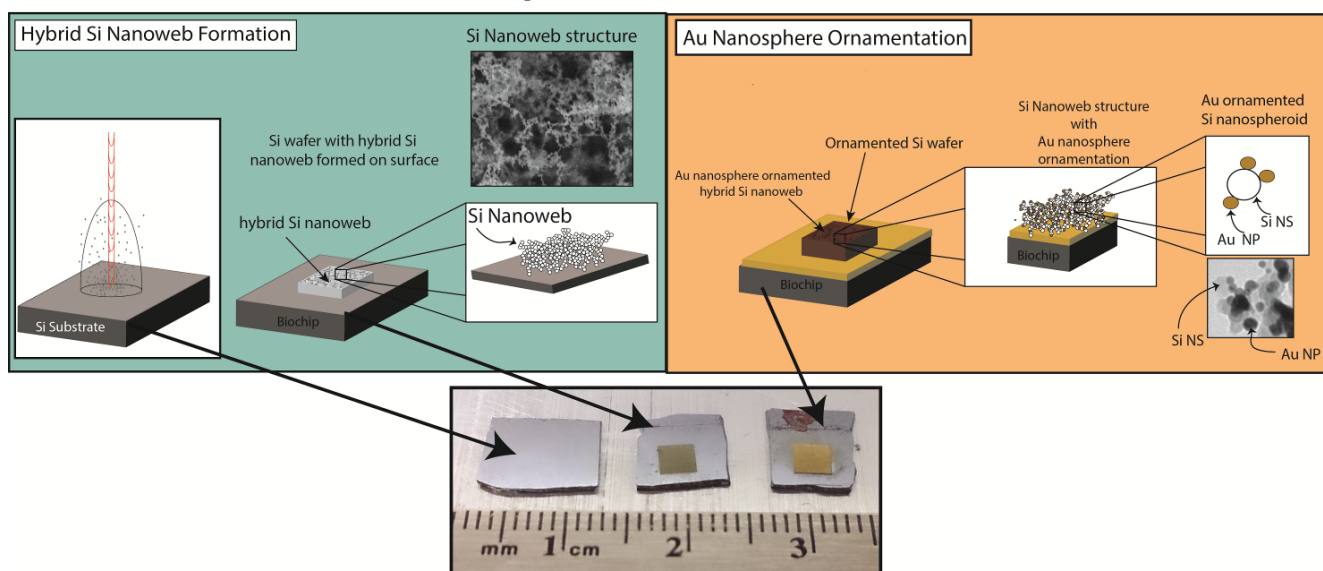 Hybrid Si Nanoweb Formation
Si Nanoweb structure
Si wafer with hybrid Si
nanoweb formed on surface
hybrid Si nanoweb
Si Nanoweb
Si Substrate
Biochip
Au Nanosphere Ornamentation
Ornamented Si wafer
Au nanosphere ornamented
hybrid Si nanoweb
Biochip
Si Nanoweb structure
with
Au nanosphere
ornamentation
Biochip
Au ornamented
Si nanospheroid
Si NS
Au NP
Si NS
Au NP
mm 1 cm 2 3